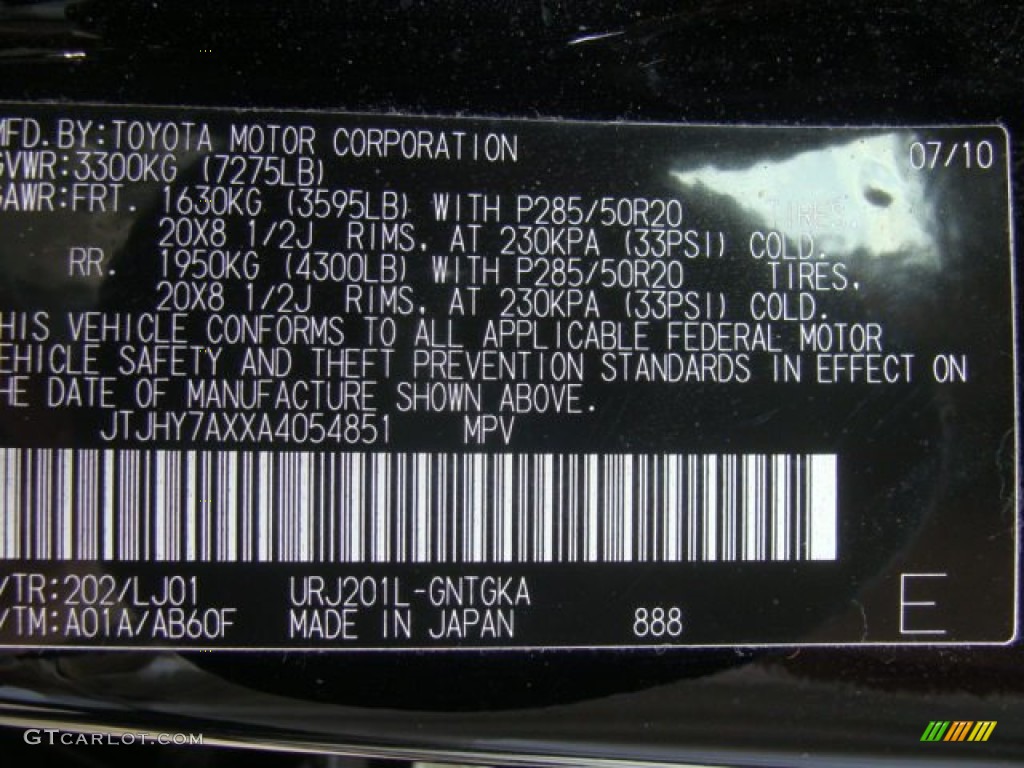 MFD.BY:TOYOTA MOTOR CORPORATION 07/10
GVWR:3300KG (7275LB)
GAWR:FRT. 1630KG (3595LB) WITH P285/50R20 TIRES,
20X8 1/2J RIMS, AT 230KPA (33PSI) COLD.
RR. 1950KG (4300LB) WITH P285/50R20 TIRES,
20X8 1/2J RIMS, AT 230KPA (33PSI) COLD.
HIS VEHICLE CONFORMS TO ALL APPLICABLE FEDERAL MOTOR
EHICLE SAFETY AND THEFT PREVENTION STANDARDS IN EFFECT ON
HE DATE OF MANUFACTURE SHOWN ABOVE.
JTJHY7AXXA4054851 MPV
/TR:202/LJ01 URJ201L-GNTGKA
/TM:A01A/AB60F MADE IN JAPAN 888 E
GTCARLOT.COM